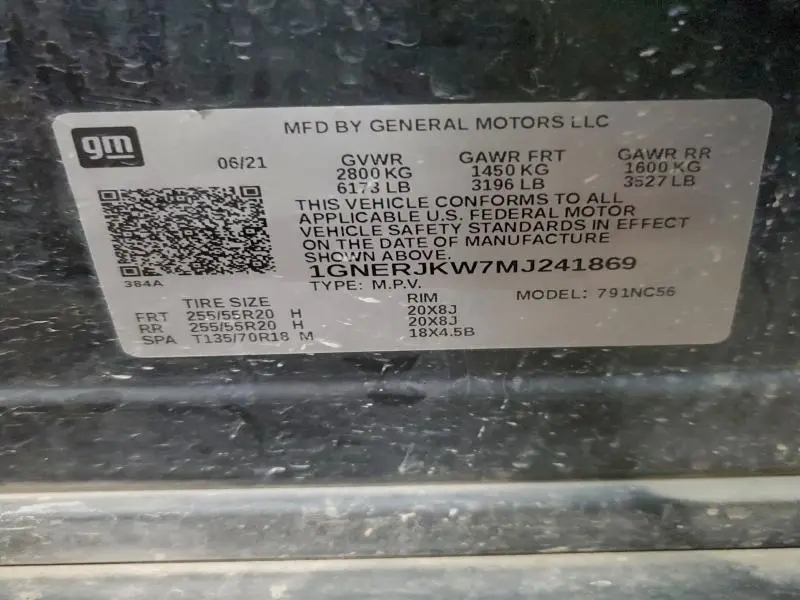 gm
MFD BY GENERAL MOTORS LLC
06/21 GVWR GAWR FRT GAWR RR
2800 KG 1450 KG 1600 KG
6173 LB 3196 LB 3527 LB
THIS VEHICLE CONFORMS TO ALL
APPLICABLE U.S. FEDERAL MOTOR
VEHICLE SAFETY STANDARDS IN EFFECT
ON THE DATE OF MANUFACTURE
SHOWN ABOVE.
384A 1GNERJKW7MJ241869
TYPE: M.P.V. MODEL: 791NC56
TIRE SIZE RIM
FRT 255/55R20 H 20X8J
RR 255/55R20 H 20X8J
SPA T135/70R18 M 18X4.5B